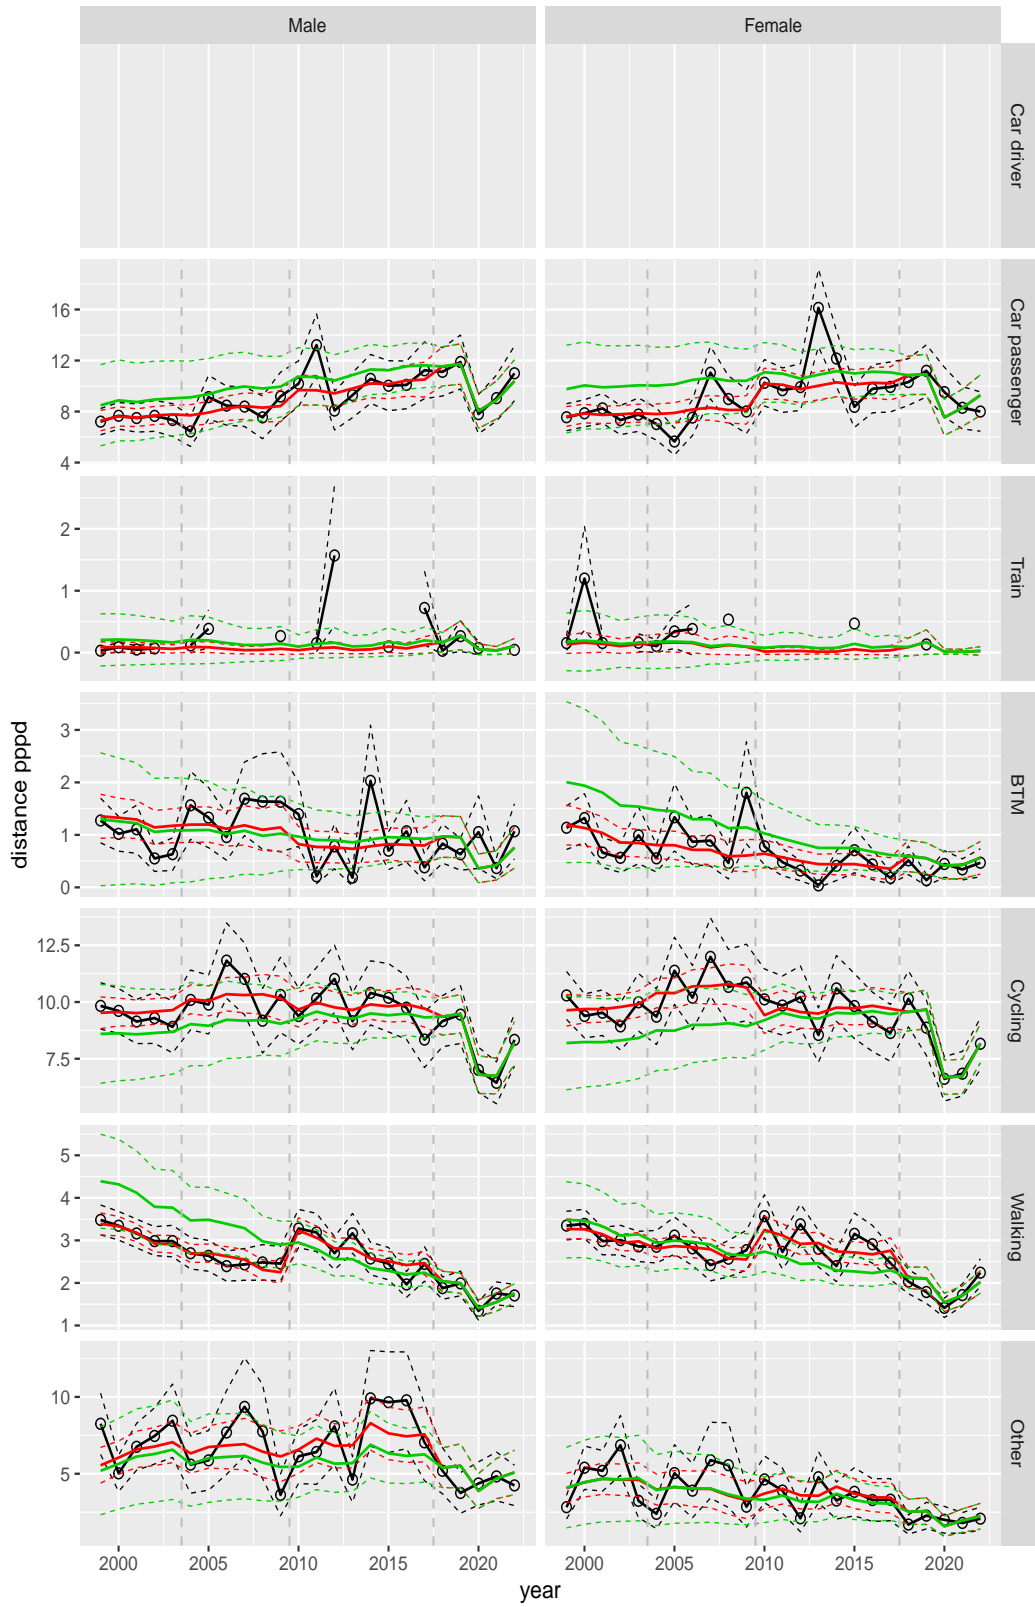 Male Female
Car driver
16
12
8
4
Car passenger
2
1
0
Train
3
2
1
0
BTM
12.5
10.0
7.5
Cycling
5
4
3
2
1
Walking
10
5
Other
distance pppd
2000 2005 2010 2015 2020 2000 2005 2010 2015 2020
year